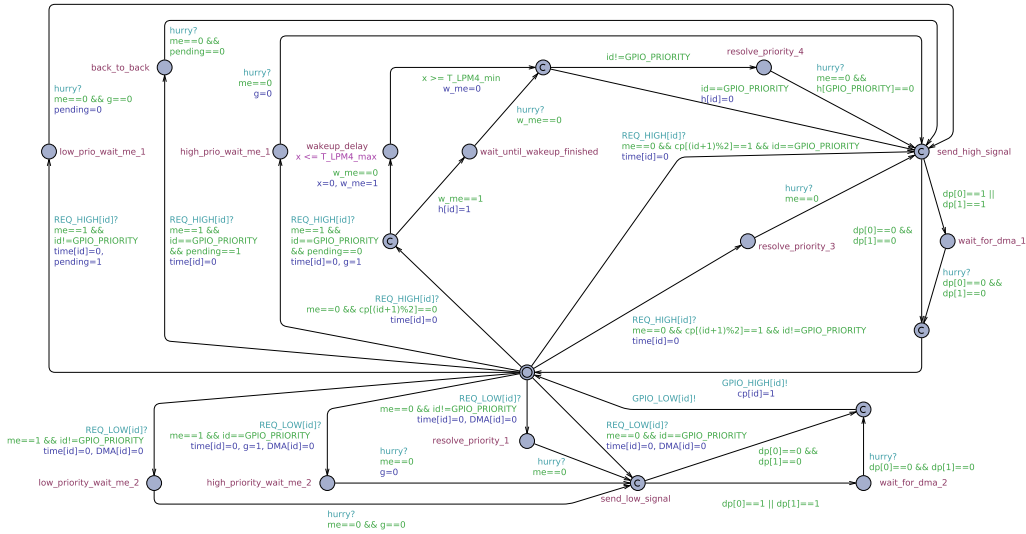 hurry?
me==0 &&
pending==0
back_to_back
hurry?
me==0 && g==0
pending=0
hurry?
me==0
g=0
id!=GPIO_PRIORITY
resolve_priority_4
x >= T_LPM4_min
w_me=0
id==GPIO_PRIORITY
h[id]=0
hurry?
me==0 &&
h[GPIO_PRIORITY]==0
hurry?
w_me==0
low_prio_wait_me_1
high_prio_wait_me_1
wakeup_delay
x <= T_LPM4_max
wait_until_wakeup_finished
REQ_HIGH[id]?
me==0 && cp[(id+1)%2]==1 && id==GPIO_PRIORITY
time[id]=0
send_high_signal
C
C
w_me==0
x=0, w_me=1
w_me==1
h[id]=1
hurry?
me==0
dp[0]==1 ||
dp[1]==1
REQ_HIGH[id]?
me==1 &&
id!=GPIO_PRIORITY
time[id]=0,
pending=1
REQ_HIGH[id]?
me==1 &&
id==GPIO_PRIORITY
&& pending==1
time[id]=0
REQ_HIGH[id]?
me==1 &&
id==GPIO_PRIORITY
&& pending==0
time[id]=0, g=1
C
resolve_priority_3
dp[0]==0 &&
dp[1]==0
wait_for_dma_1
hurry?
dp[0]==0 &&
dp[1]==0
REQ_HIGH[id]?
me==0 && cp[(id+1)%2]==0
time[id]=0
REQ_HIGH[id]?
me==0 && cp[(id+1)%2]==1 && id!=GPIO_PRIORITY
time[id]=0
C
GPIO_HIGH[id]!
cp[id]=1
GPIO_LOW[id]!
C
REQ_LOW[id]?
me==0 && id!=GPIO_PRIORITY
time[id]=0, DMA[id]=0
REQ_LOW[id]?
me==1 && id!=GPIO_PRIORITY
time[id]=0, DMA[id]=0
REQ_LOW[id]?
me==1 && id==GPIO_PRIORITY
time[id]=0, g=1, DMA[id]=0
resolve_priority_1
REQ_LOW[id]?
me==0 && id==GPIO_PRIORITY
time[id]=0, DMA[id]=0
hurry?
me==0
g=0
hurry?
me==0
dp[0]==0 &&
dp[1]==0
hurry?
dp[0]==0 && dp[1]==0
low_priority_wait_me_2
high_priority_wait_me_2
C
send_low_signal
wait_for_dma_2
dp[0]==1 || dp[1]==1
hurry?
me==0 && g==0